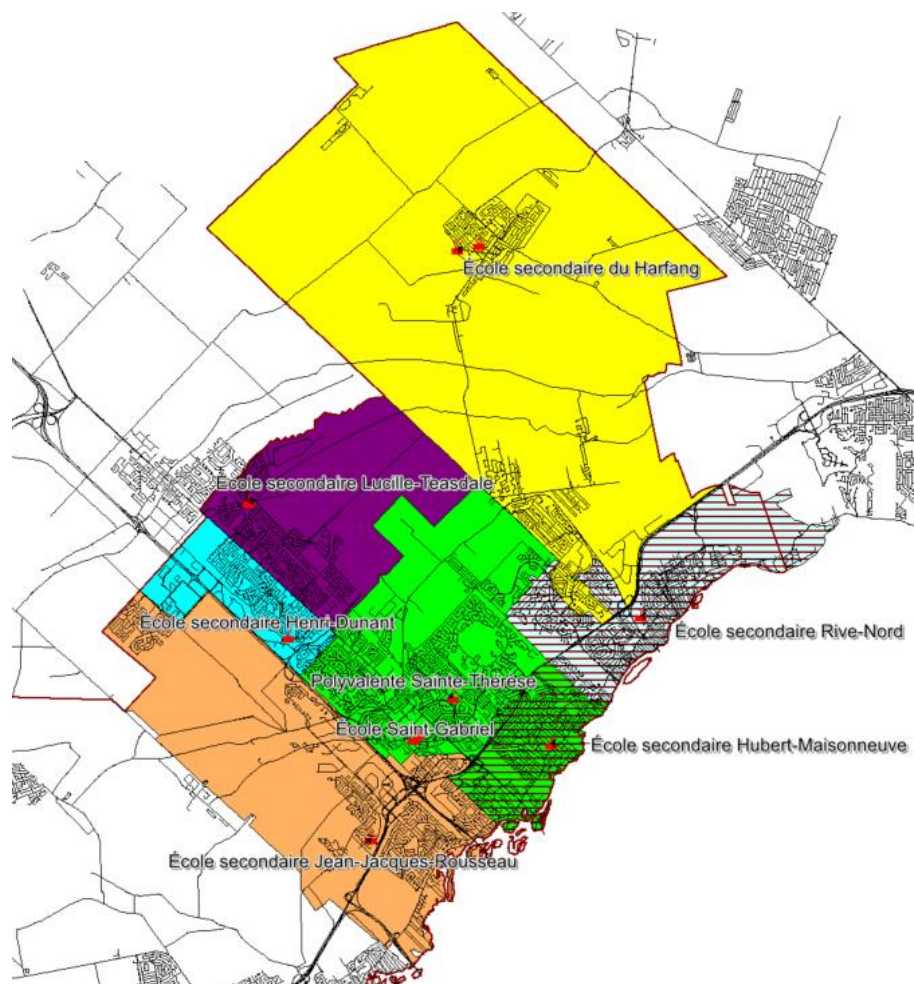 École secondaire du Harfang
École secondaire Lucille-Teasdale
École secondaire Henri-Dunant
École secondaire Rive-Nord
Polyvalente Sainte-Thérèse
École Saint-Gabriel
École secondaire Hubert-Maisonneuve
École secondaire Jean-Jacques-Rousseau